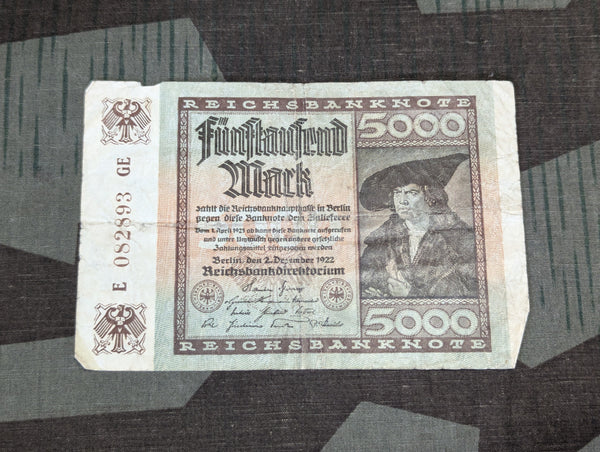 REICHSBANKNOTE
5000
Fünftausend
Mark
zahlt die Reichsbankhauptkasse in Berlin
gegen diese Banknote dem Einlieferer
Vom 1. April 1923 ab kann diese Banknote aufgerufen
und unter Umtausch gegen andere gesetzliche
Zahlungsmittel eingezogen werden
Berlin, den 2. Dezember 1922
Reichsbankdirektorium
5000
REICHSBANKNOTE
E 082893 GE